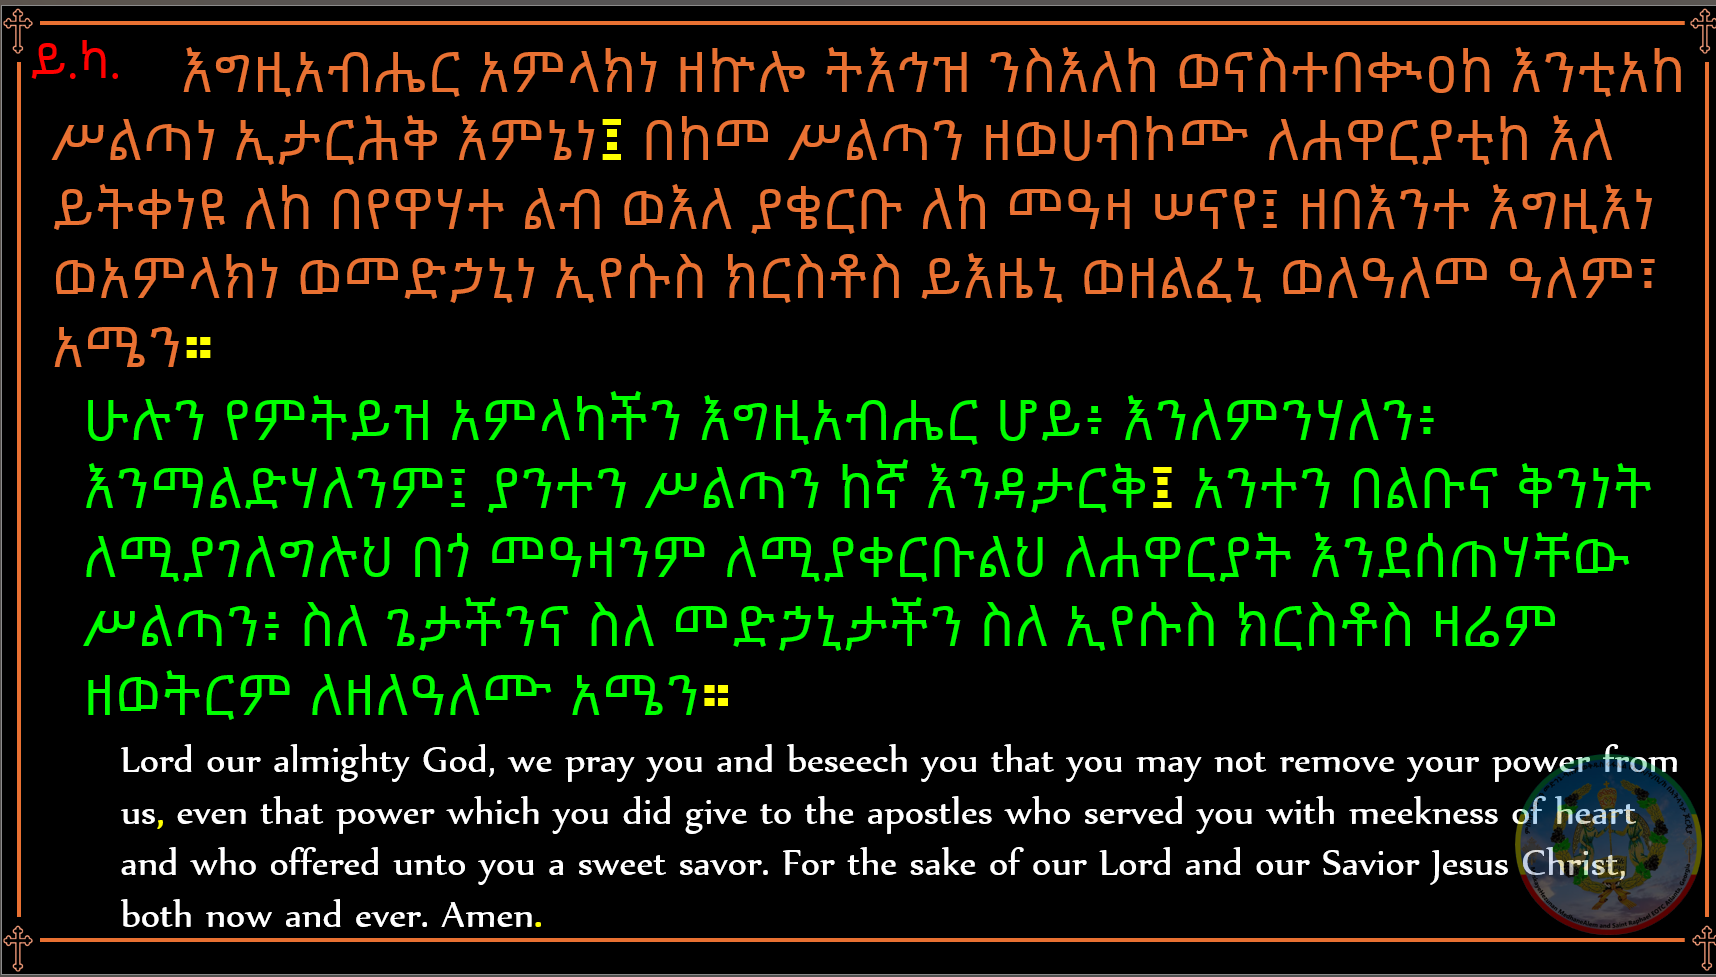 ይ.ካ. እግዚአብሔር አምላክነ ዘኵሎ ትእኅዝ ንስእለከ ወናስተበቍዐከ እንቲአከ
ሥልጣነ ኢታርሕቅ እምኔነ፤ በከመ ሥልጣን ዘወሀብኮሙ ለሐዋርያቲከ እለ
ይትቀነዩ ለከ በየዋሃተ ልብ ወእለ ያቄርቡ ለከ መዓዛ ሠናየ፤ ዘበእንተ እግዚእነ
ወአምላክነ ወመድኃኒነ ኢየሱስ ክርስቶስ ይእዜኒ ወዘልፈኒ ወለዓለመ ዓለም፣
አሜን።
ሁሉን የምትይዝ አምላካችን እግዚአብሔር ሆይ፥ እንለምንሃለን፥
እንማልድሃለንም፤ ያንተን ሥልጣን ከኛ እንዳታርቅ፤ አንተን በልቡና ቅንነት
ለሚያገለግሉህ በጎ መዓዛንም ለሚያቀርቡልህ ለሐዋርያት እንደሰጠሃቸው
ሥልጣን፥ ስለ ጌታችንና ስለ መድኃኒታችን ስለ ኢየሱስ ክርስቶስ ዛሬም
ዘወትርም ለዘለዓለሙ አሜን።
Lord our almighty God, we pray you and beseech you that you may not remove your power from
us, even that power which you did give to the apostles who served you with meekness of heart
and who offered unto you a sweet savor. For the sake of our Lord and our Savior Jesus Christ,
both now and ever. Amen.